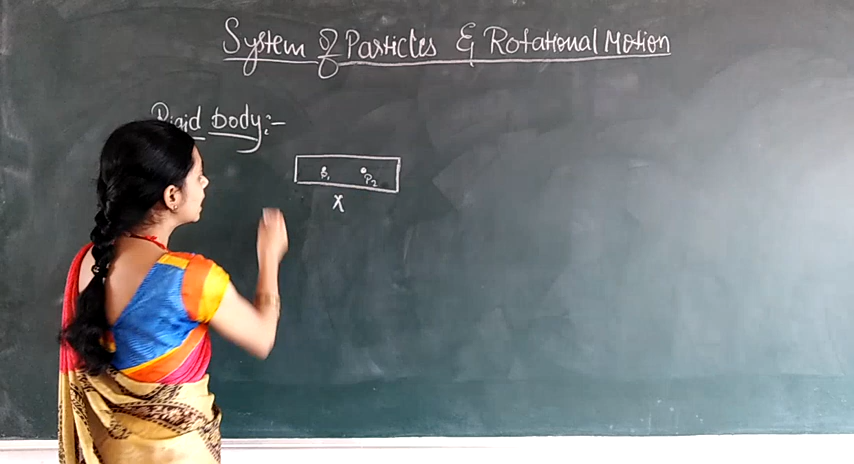 System of Particles & Rotational Motion
Rigid body:-
P₁ P₂
x